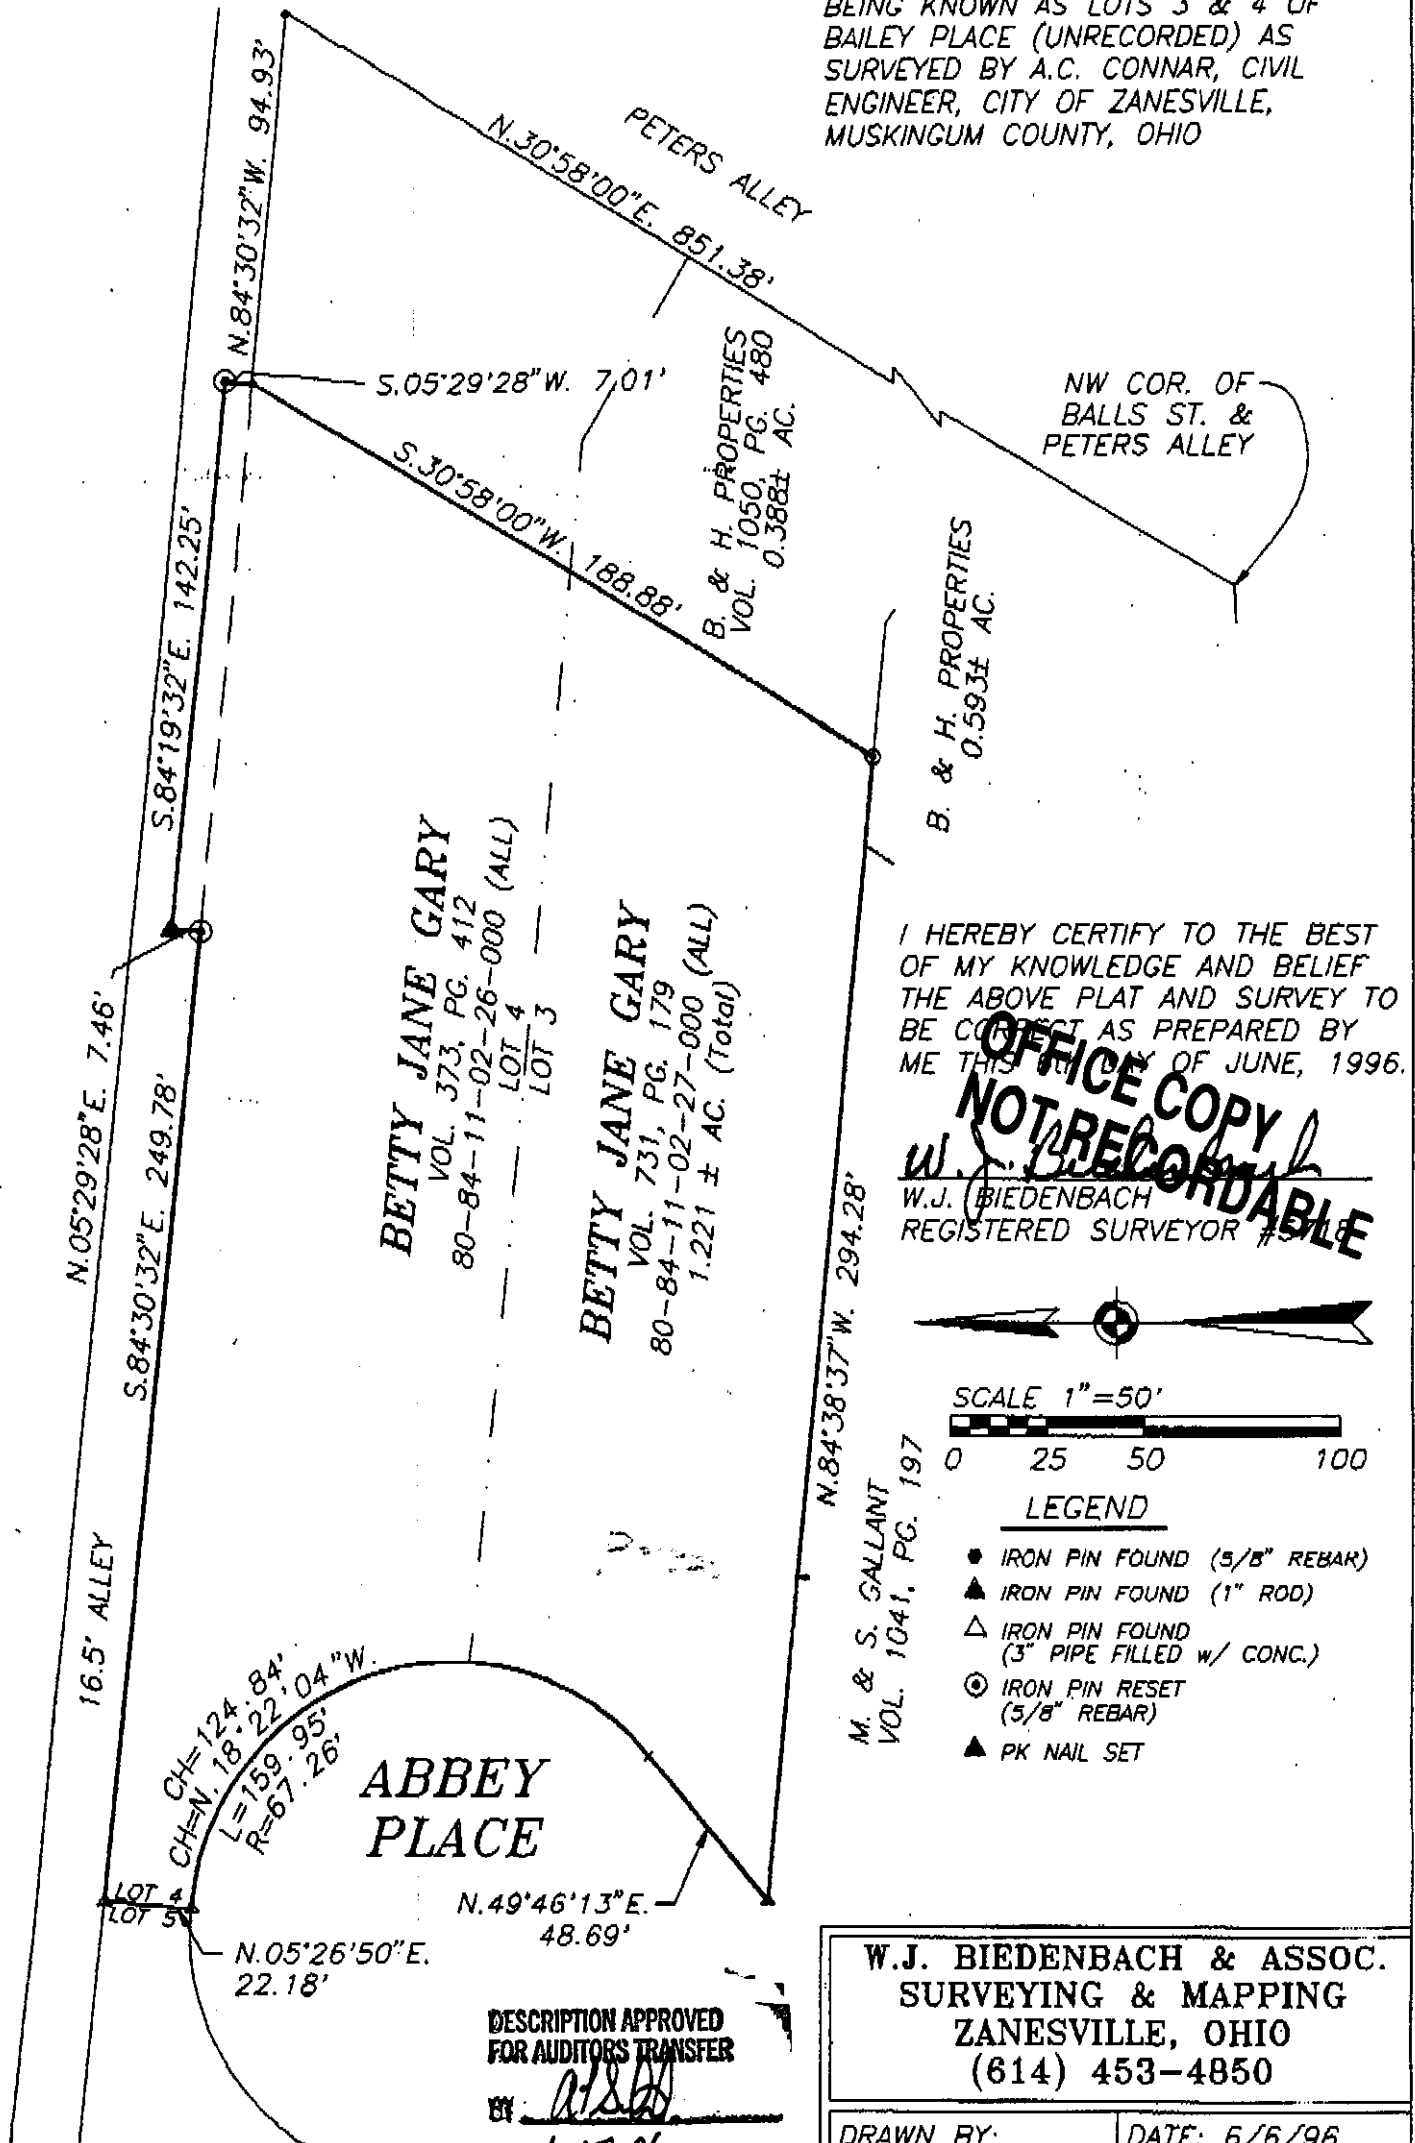 BEING KNOWN AS LOTS 3 & 4 OF
BAILEY PLACE (UNRECORDED) AS
SURVEYED BY A.C. CONNAR, CIVIL
ENGINEER, CITY OF ZANESVILLE,
MUSKINGUM COUNTY, OHIO
N.84°30'32"W. 94.93'
PETERS ALLEY
N.30°58'00"E. 851.38'
S.05°29'28"W. 7.01'
NW COR. OF
BALLS ST. &
PETERS ALLEY
S.30°58'00"W. 188.88'
B. & H. PROPERTIES
VOL. 1050, PG. 480
0.388± AC.
B. & H. PROPERTIES
0.593± AC.
S.84°19'32"E. 142.25'
N.05°29'28"E. 7.46'
S.84°30'32"E. 249.78'
16.5' ALLEY
BETTY JANE GARY
VOL. 373, PG. 412
80-84-11-02-26-000 (ALL)
LOT 4
LOT 3
BETTY JANE GARY
VOL. 731, PG. 179
80-84-11-02-27-000 (ALL)
1.221 ± AC. (Total)
N.84°38'37"W. 294.28'
M. & S. GALLANT
VOL. 1041, PG. 197
I HEREBY CERTIFY TO THE BEST
OF MY KNOWLEDGE AND BELIEF
THE ABOVE PLAT AND SURVEY TO
BE CORRECT AS PREPARED BY
ME THIS DAY OF JUNE, 1996.
OFFICE COPY
NOT RECORDABLE
W.J. BIEDENBACH
REGISTERED SURVEYOR
SCALE 1"=50'
0 25 50 100
LEGEND
IRON PIN FOUND (5/8" REBAR)
IRON PIN FOUND (1" ROD)
IRON PIN FOUND
(3" PIPE FILLED w/ CONC.)
IRON PIN RESET
(5/8" REBAR)
PK NAIL SET
CH=124.84'
CH=N.18°22'04"W.
L=159.95'
R=67.26'
ABBEY
PLACE
LOT 4
LOT 5
N.49°46'13"E.
48.69'
N.05°26'50"E.
22.18'
DESCRIPTION APPROVED
FOR AUDITORS TRANSFER
BY
W.J. BIEDENBACH & ASSOC.
SURVEYING & MAPPING
ZANESVILLE, OHIO
(614) 453-4850
DRAWN BY:
DATE: 6/6/96